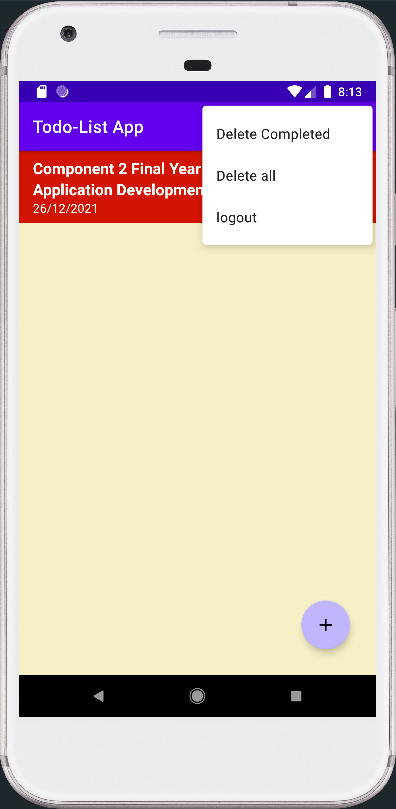 8:13
Todo-List App
Delete Completed
Delete all
logout
Component 2 Final Year
Application Developmen
26/12/2021
+